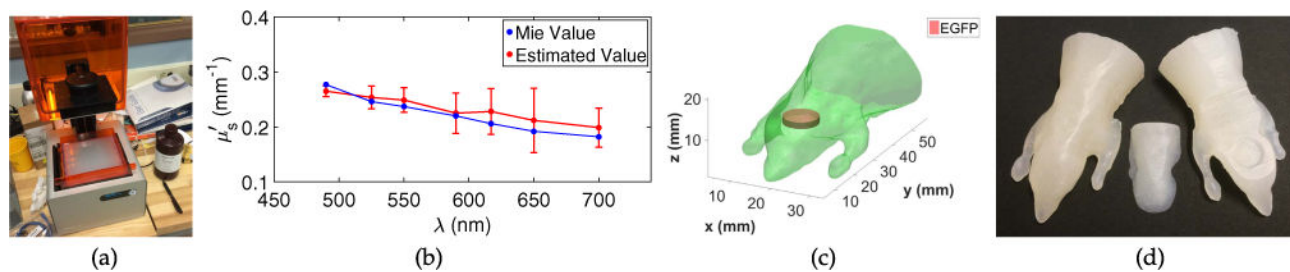 0.4
0.3
0.2
0.1
μ′s (mm⁻¹)
Mie Value
Estimated Value
450 500 550 600 650 700
λ (nm)
EGFP
20
10
z (mm)
10 20 30
x (mm)
10 20 30 40 50
y (mm)
(a) (b) (c) (d)